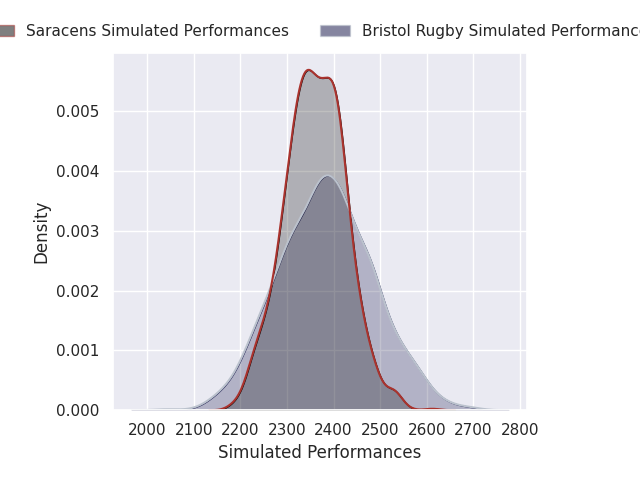 Saracens Simulated Performances
Bristol Rugby Simulated Performanc
0.005
0.004
0.003
0.002
0.001
0.000
Density
2000 2100 2200 2300 2400 2500 2600 2700 2800
Simulated Performances